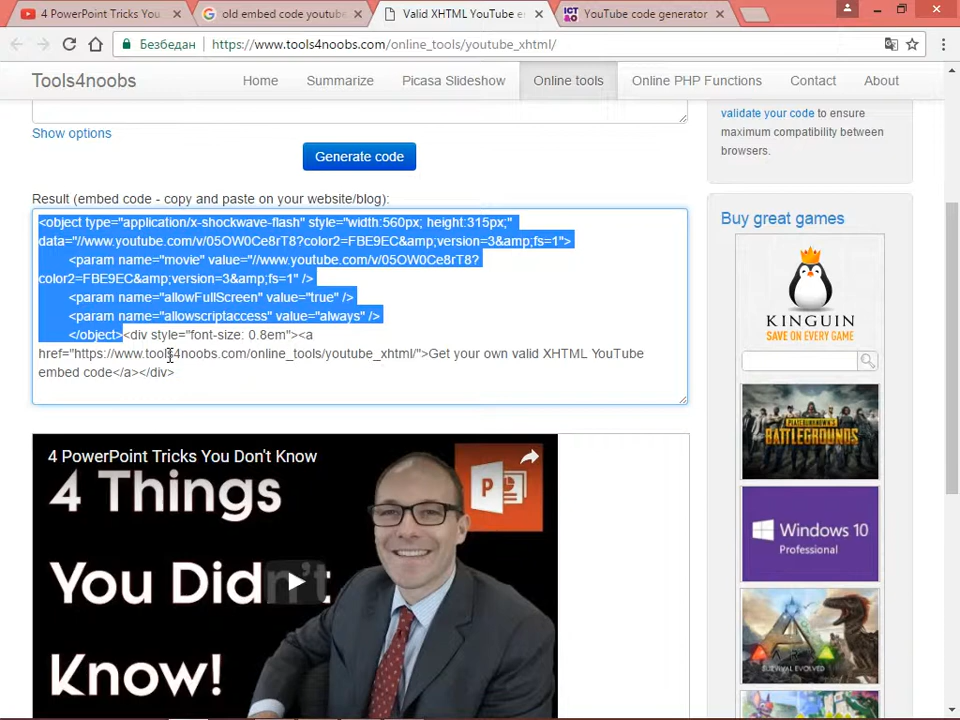 4 PowerPoint Tricks You
old embed code youtube
Valid XHTML YouTube e
YouTube code generator
Безбедан
https://www.tools4noobs.com/online_tools/youtube_xhtml/
Tools4noobs
Home
Summarize
Picasa Slideshow
Online tools
Online PHP Functions
Contact
About
Show options
validate your code to ensure
maximum compatibility between
browsers.
Generate code
Result (embed code - copy and paste on your website/blog):
<object type="application/x-shockwave-flash" style="width:560px; height:315px;"
data="//www.youtube.com/v/05OW0Ce8rT8?color2=FBE9EC&amp;version=3&amp;fs=1">
<param name="movie" value="//www.youtube.com/v/05OW0Ce8rT8?
color2=FBE9EC&amp;version=3&amp;fs=1" />
<param name="allowFullScreen" value="true" />
<param name="allowscriptaccess" value="always" />
</object><div style="font-size: 0.8em"><a
href="https://www.tools4noobs.com/online_tools/youtube_xhtml/">Get your own valid XHTML YouTube
embed code</a></div>
Buy great games
KINGUIN
SAVE ON EVERY GAME
PLAYERUNKNOWN'S
BATTLEGROUNDS
Windows 10
Professional
ARK
SURVIVAL EVOLVED
4 PowerPoint Tricks You Don't Know
4 Things
You Didn't
Know!